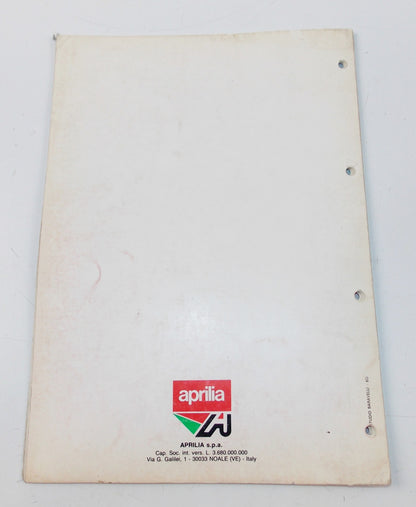 aprilia
APRILIA s.p.a.
Cap. Soc. int. vers. L. 3.680.000.000
Via G. Galilei, 1 - 30033 NOALE (VE) - Italy